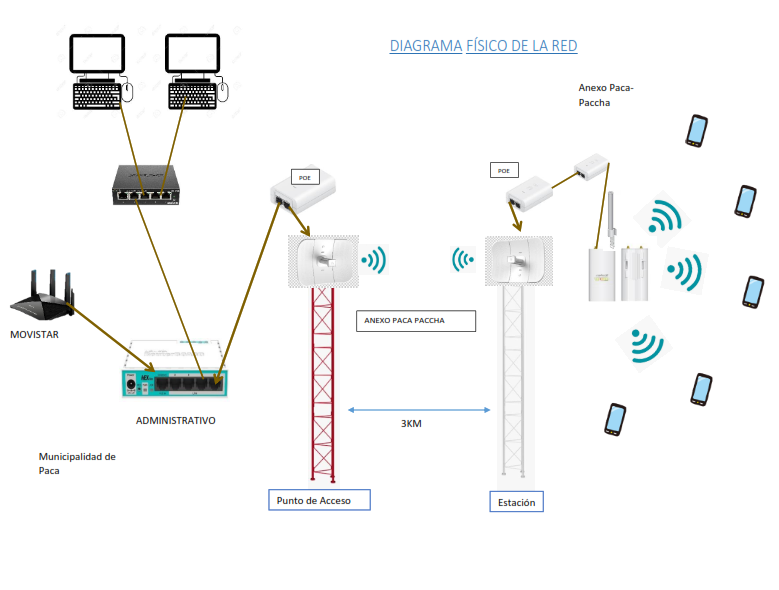 DIAGRAMA FÍSICO DE LA RED
Anexo Paca-
Paccha
POE
POE
MOVISTAR
HEX
ANEXO PACA PACCHA
3KM
ADMINISTRATIVO
Municipalidad de
Paca
Punto de Acceso
Estación